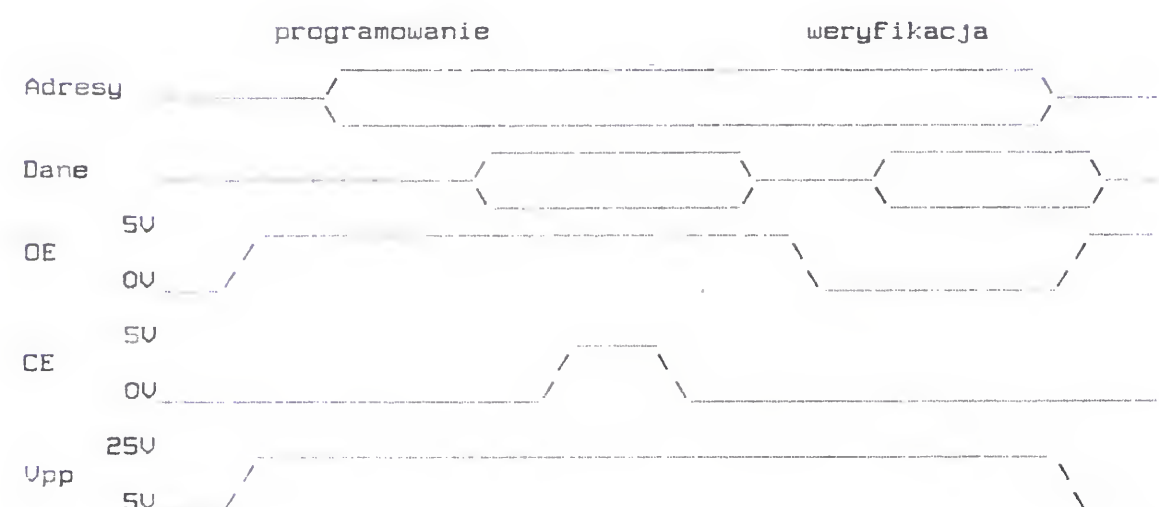 programowanie weryfikacja
Adresy
Dane
5V
OE
0V
5V
CE
0V
25V
Vpp
5V